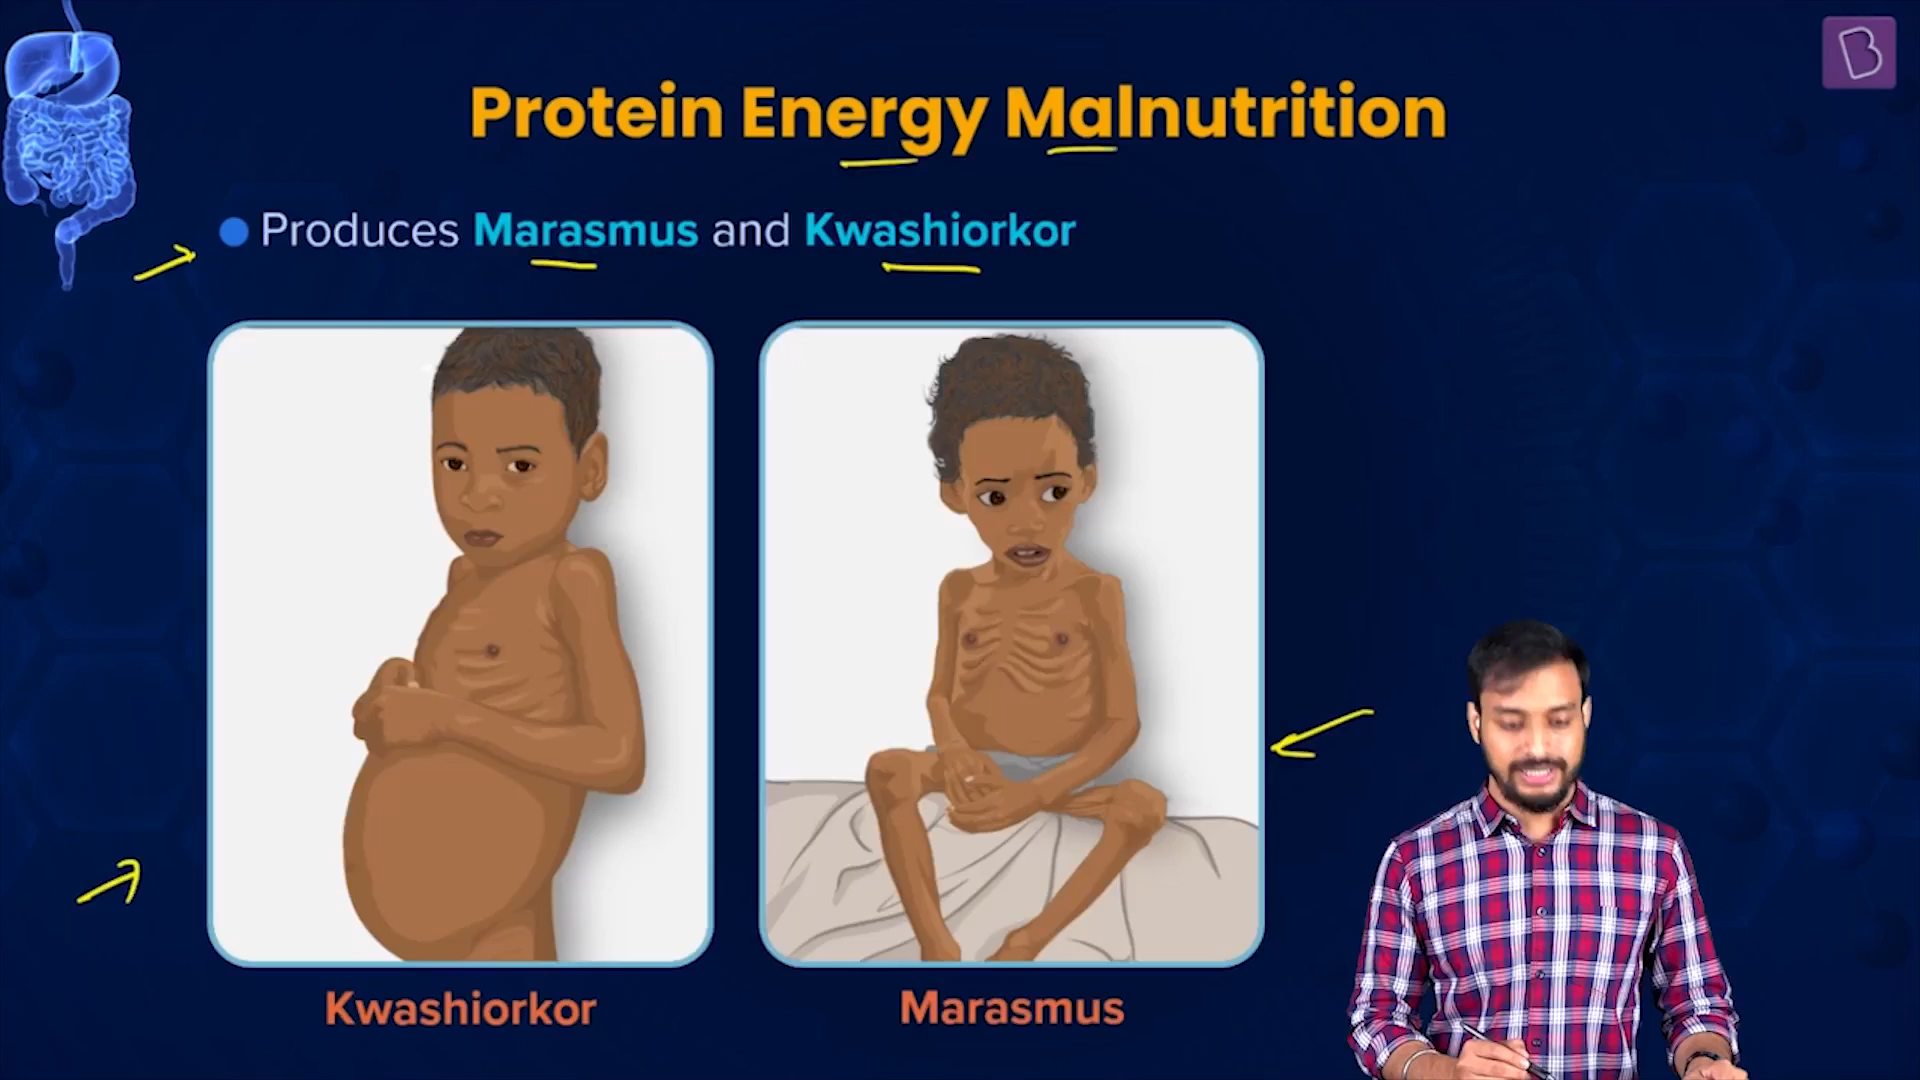 Protein Energy Malnutrition
Produces Marasmus and Kwashiorkor
Kwashiorkor
Marasmus